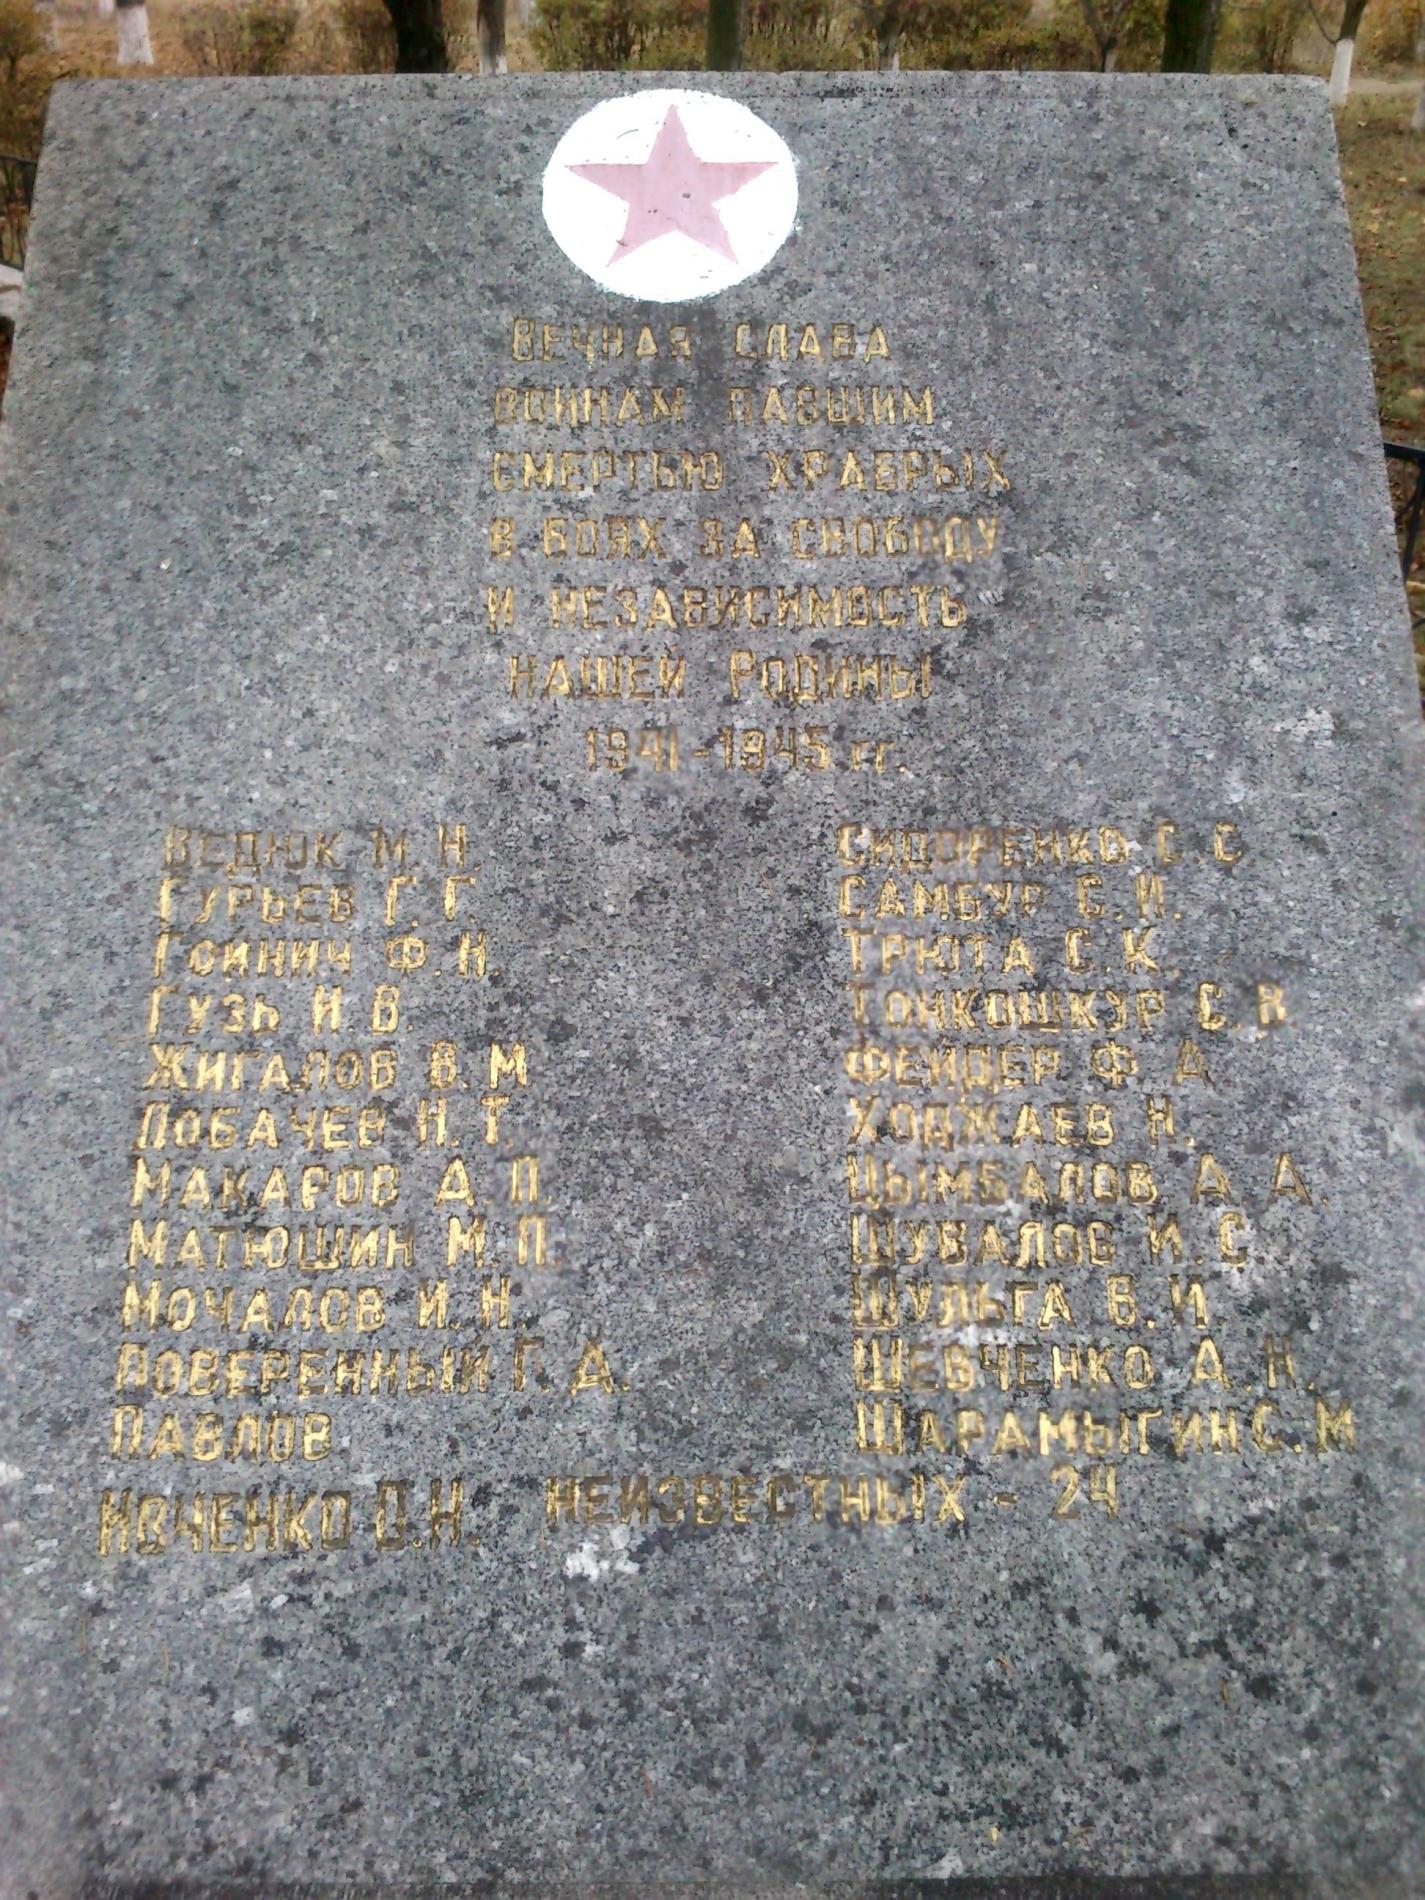 Вечная слава
воинам павшим
смертью храбрых
в боях за свободу
и независимость
нашей Родины
1941-1945 гг.
Ведюк М. Н.
Гурьев Г. Г.
Гойнич Ф. Н.
Гузь И. В.
Жигалов В. М
Лобачев Н. Т.
Макаров А. П.
Матюшин М. П.
Мочалов И. Н.
Поверенный Г. Д.
Павлов
Ивченко О. Н.
Сидоренко С. С.
Самбур С. И.
Трюта С. К.
Тонкошкур С. В.
Фейдер Ф. А
Ходжаев Н.
Цымбалов А. А.
Шувалов И. С
Шульга В. И.
Шевченко А. Н.
Шарамыгин С. М
неизвестных - 24